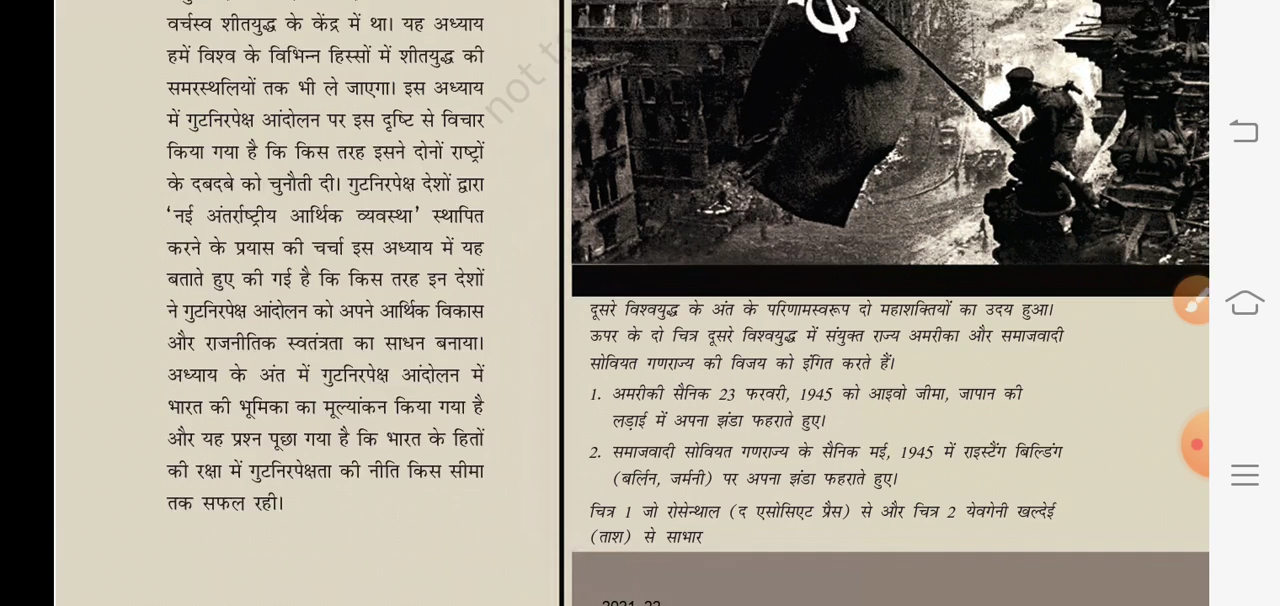 वर्चस्व शीतयुद्ध के केंद्र में था। यह अध्याय
हमें विश्व के विभिन्न हिस्सों में शीतयुद्ध की
समरस्थलियों तक भी ले जाएगा। इस अध्याय
में गुटनिरपेक्ष आंदोलन पर इस दृष्टि से विचार
किया गया है कि किस तरह इसने दोनों राष्ट्रों
के दबदबे को चुनौती दी। गुटनिरपेक्ष देशों द्वारा
‘नई अंतर्राष्ट्रीय आर्थिक व्यवस्था’ स्थापित
करने के प्रयास की चर्चा इस अध्याय में यह
बताते हुए की गई है कि किस तरह इन देशों
ने गुटनिरपेक्ष आंदोलन को अपने आर्थिक विकास
और राजनीतिक स्वतंत्रता का साधन बनाया।
अध्याय के अंत में गुटनिरपेक्ष आंदोलन में
भारत की भूमिका का मूल्यांकन किया गया है
और यह प्रश्न पूछा गया है कि भारत के हितों
की रक्षा में गुटनिरपेक्षता की नीति किस सीमा
तक सफल रही।
not to
दूसरे विश्वयुद्ध के अंत के परिणामस्वरूप दो महाशक्तियों का उदय हुआ।
ऊपर के दो चित्र दूसरे विश्वयुद्ध में संयुक्त राज्य अमरीका और समाजवादी
सोवियत गणराज्य की विजय को इंगित करते हैं।
1. अमरीकी सैनिक 23 फरवरी, 1945 को आइवो जीमा, जापान की
लड़ाई में अपना झंडा फहराते हुए।
2. समाजवादी सोवियत गणराज्य के सैनिक मई, 1945 में राइस्टैंग बिल्डिंग
(बर्लिन, जर्मनी) पर अपना झंडा फहराते हुए।
चित्र 1 जो रोसेन्थाल (द एसोसिएट प्रैस) से और चित्र 2 येवगेनी खल्देई
(ताश) से साभार